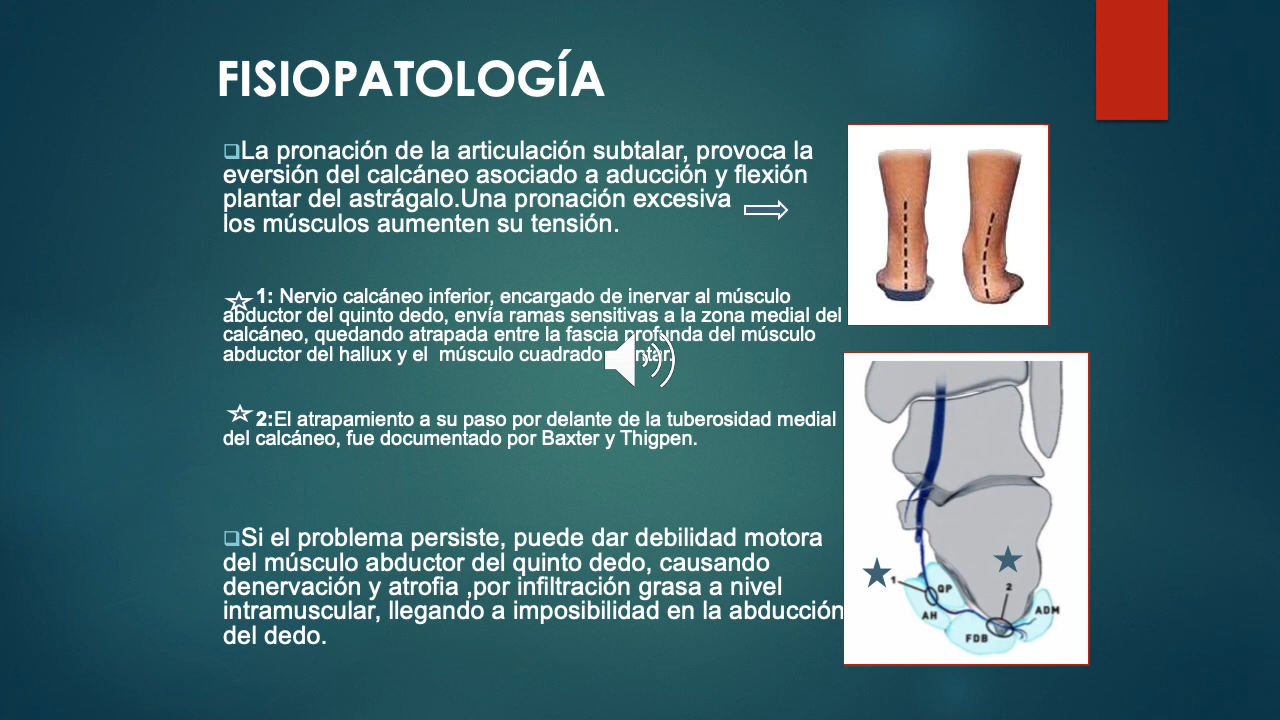 FISIOPATOLOGÍA
La pronación de la articulación subtalar, provoca la
eversión del calcáneo asociado a aducción y flexión
plantar del astrágalo.Una pronación excesiva
los músculos aumenten su tensión.
1: Nervio calcáneo inferior, encargado de inervar al músculo
abductor del quinto dedo, envía ramas sensitivas a la zona medial del
calcáneo, quedando atrapada entre la fascia profunda del músculo
abductor del hallux y el músculo cuadrado
2:El atrapamiento a su paso por delante de la tuberosidad medial
del calcáneo, fue documentado por Baxter y Thigpen.
Si el problema persiste, puede dar debilidad motora
del músculo abductor del quinto dedo, causando
denervación y atrofia ,por infiltración grasa a nivel
intramuscular, llegando a imposibilidad en la abducción
del dedo.
1
QP
2
AH
ADM
FDB